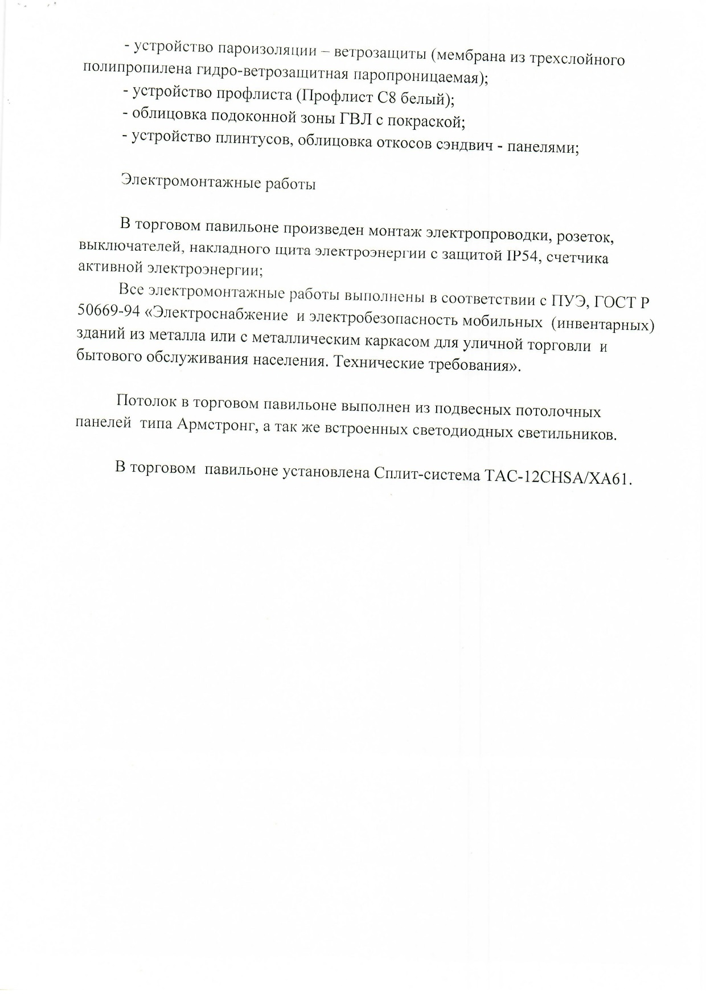 - устройство пароизоляции – ветрозащиты (мембрана из трехслойного
полипропилена гидро-ветрозащитная паропроницаемая);
- устройство профлиста (Профлист С8 белый);
- облицовка подоконной зоны ГВЛ с покраской;
- устройство плинтусов, облицовка откосов сэндвич - панелями;
Электромонтажные работы
В торговом павильоне произведен монтаж электропроводки, розеток,
выключателей, накладного щита электроэнергии с защитой IP54, счетчика
активной электроэнергии;
Все электромонтажные работы выполнены в соответствии с ПУЭ, ГОСТ Р
50669-94 «Электроснабжение и электробезопасность мобильных (инвентарных)
зданий из металла или с металлическим каркасом для уличной торговли и
бытового обслуживания населения. Технические требования».
Потолок в торговом павильоне выполнен из подвесных потолочных
панелей типа Армстронг, а так же встроенных светодиодных светильников.
В торговом павильоне установлена Сплит-система TAC-12CHSA/XA61.